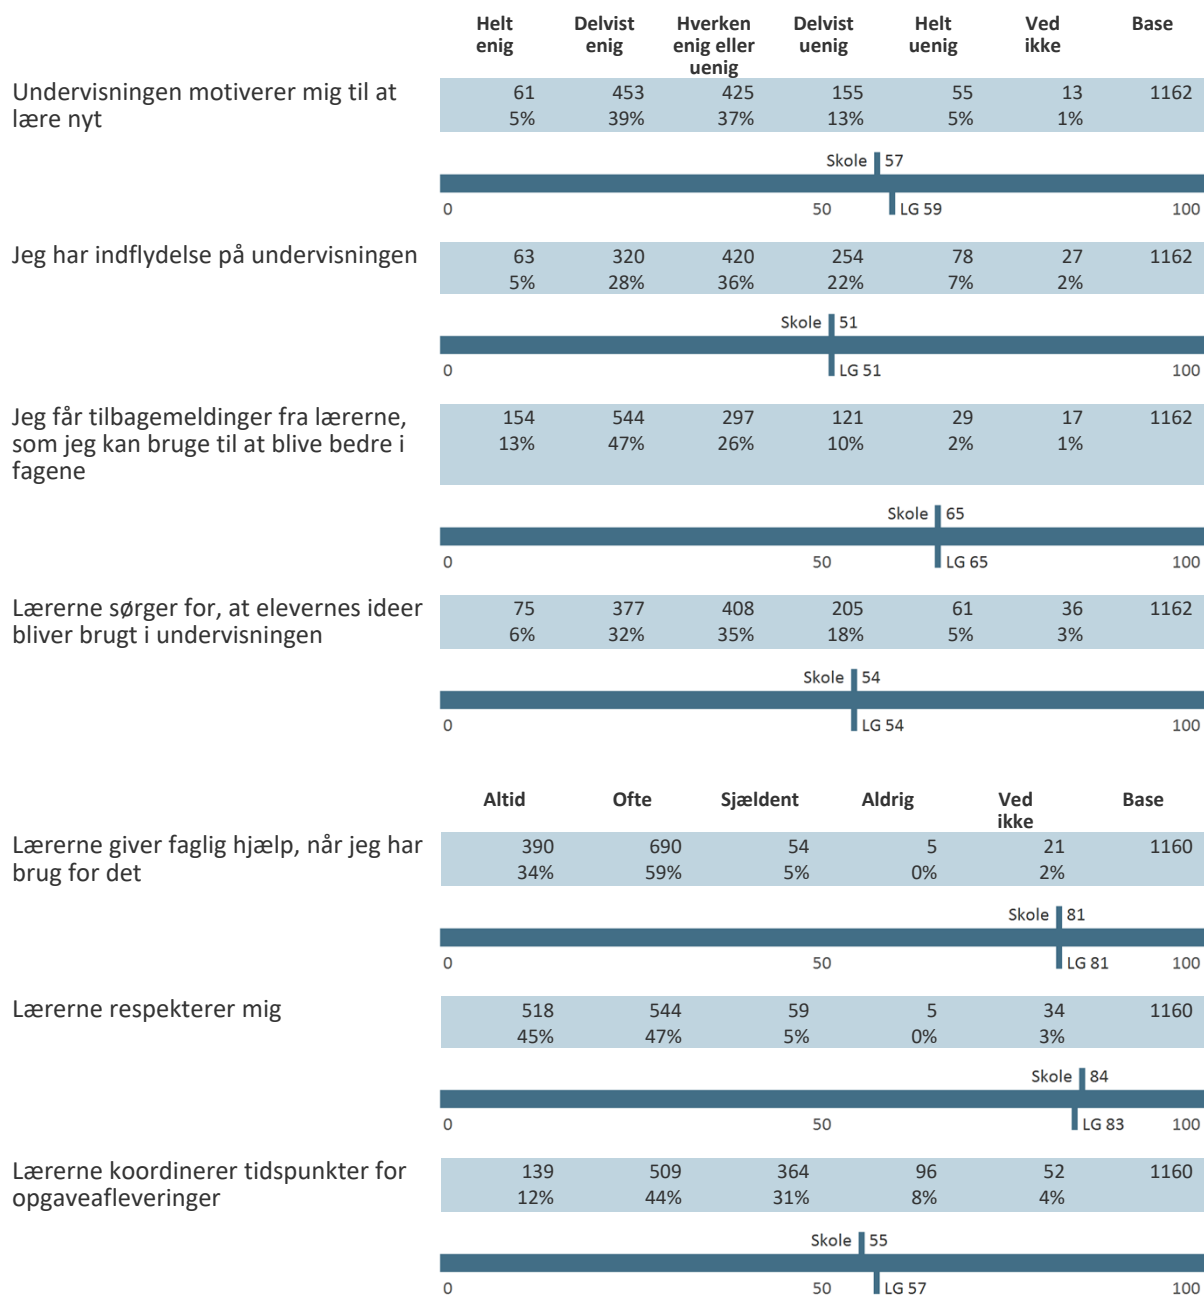 Helt enig Delvist enig Hverken enig eller uenig Delvist uenig Helt uenig Ved ikke Base
Undervisningen motiverer mig til at 61 453 425 155 55 13 1162
lære nyt 5% 39% 37% 13% 5% 1%
Skole 57
0 50 LG 59 100
Jeg har indflydelse på undervisningen 63 320 420 254 78 27 1162
5% 28% 36% 22% 7% 2%
Skole 51
0 LG 51 100
Jeg får tilbagemeldinger fra lærerne, 154 544 297 121 29 17 1162
som jeg kan bruge til at blive bedre i 13% 47% 26% 10% 2% 1%
fagene
Skole 65
0 50 LG 65 100
Lærerne sørger for, at elevernes ideer 75 377 408 205 61 36 1162
bliver brugt i undervisningen 6% 32% 35% 18% 5% 3%
Skole 54
0 LG 54 100
Altid Ofte Sjældent Aldrig Ved ikke Base
Lærerne giver faglig hjælp, når jeg har 390 690 54 5 21 1160
brug for det 34% 59% 5% 0% 2%
Skole 81
0 50 LG 81 100
Lærerne respekterer mig 518 544 59 5 34 1160
45% 47% 5% 0% 3%
Skole 84
0 50 LG 83 100
Lærerne koordinerer tidspunkter for 139 509 364 96 52 1160
opgaveafleveringer 12% 44% 31% 8% 4%
Skole 55
0 50 LG 57 100